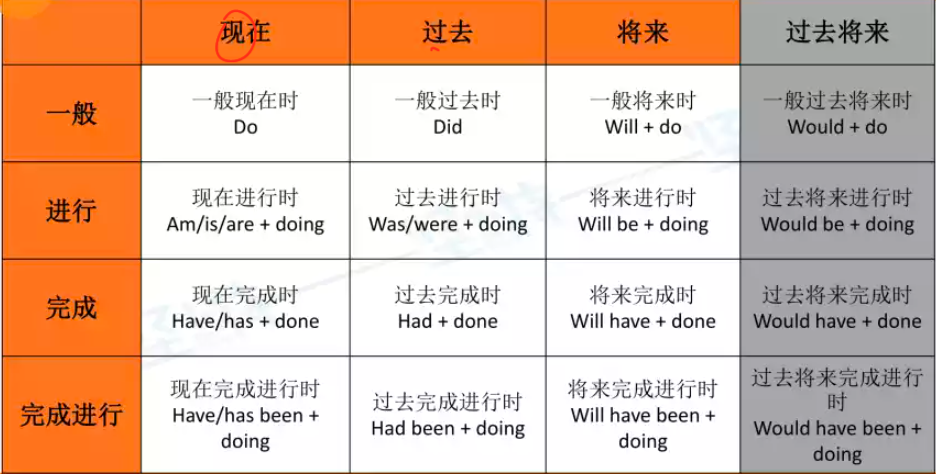 现在 过去 将来 过去将来
一般 一般现在时 一般过去时 一般将来时 一般过去将来时
Do Did Will + do Would + do
进行 现在进行时 过去进行时 将来进行时 过去将来进行时
Am/is/are + doing Was/were + doing Will be + doing Would be + doing
完成 现在完成时 过去完成时 将来完成时 过去将来完成时
Have/has + done Had + done Will have + done Would have + done
完成进行 现在完成进行时 过去完成进行时 将来完成进行时 过去将来完成进行
时
Have/has been + Had been + doing Will have been + Would have been +
doing doing doing